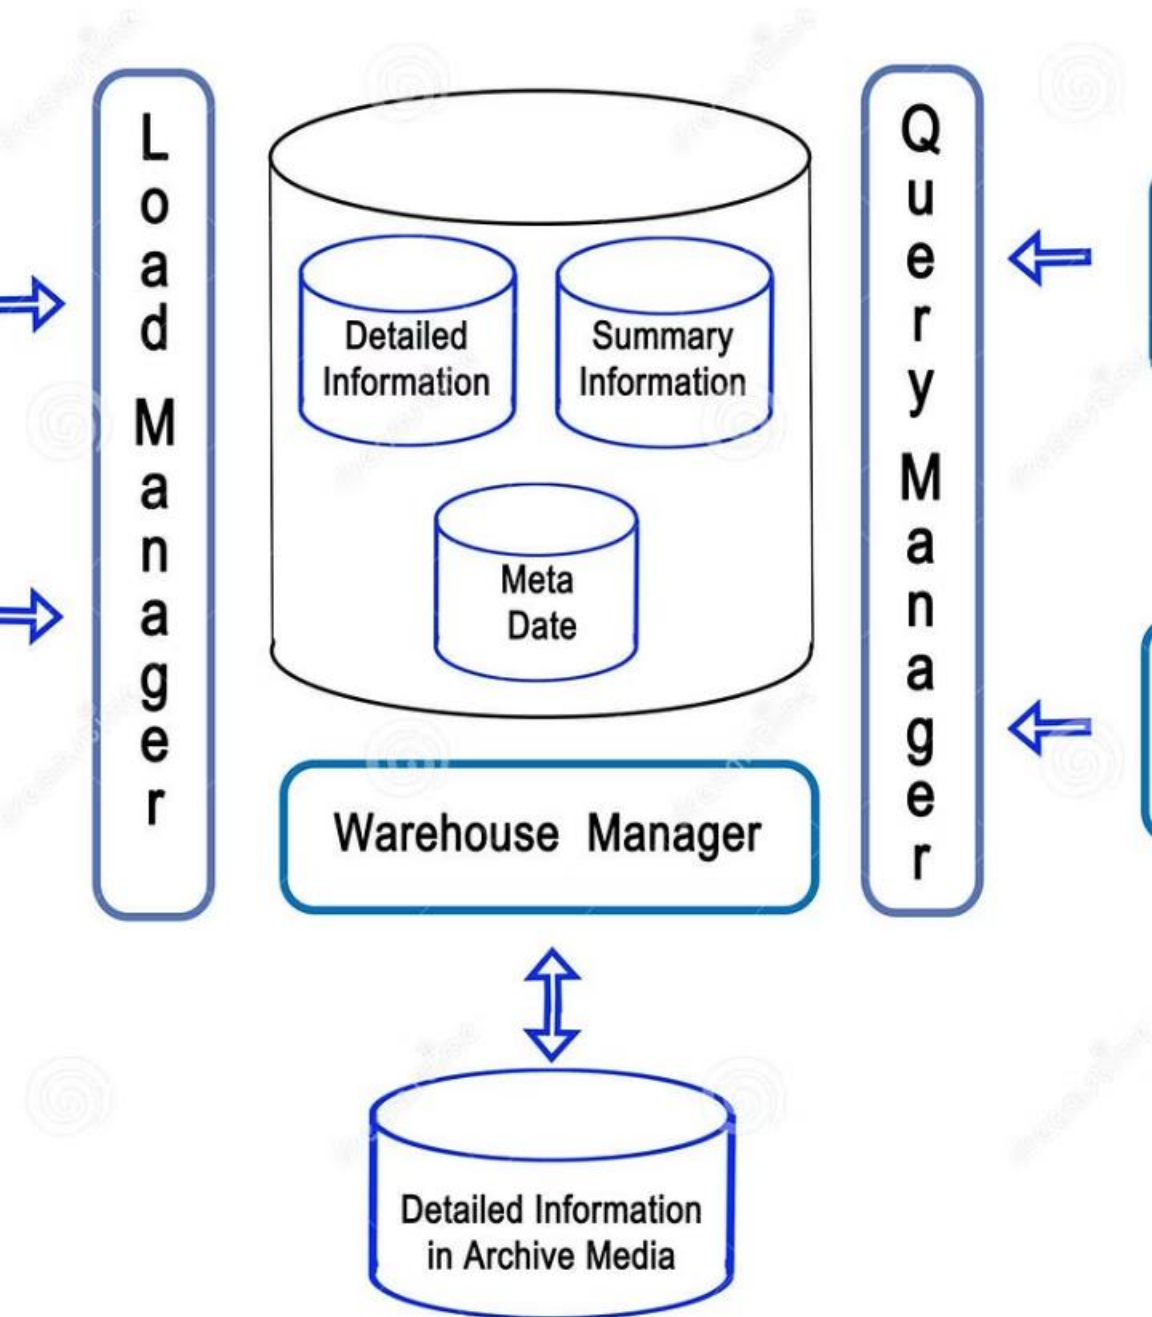 Load Manager
Detailed
Information
Summary
Information
Meta
Date
Query Manager
Warehouse Manager
Detailed Information
in Archive Media